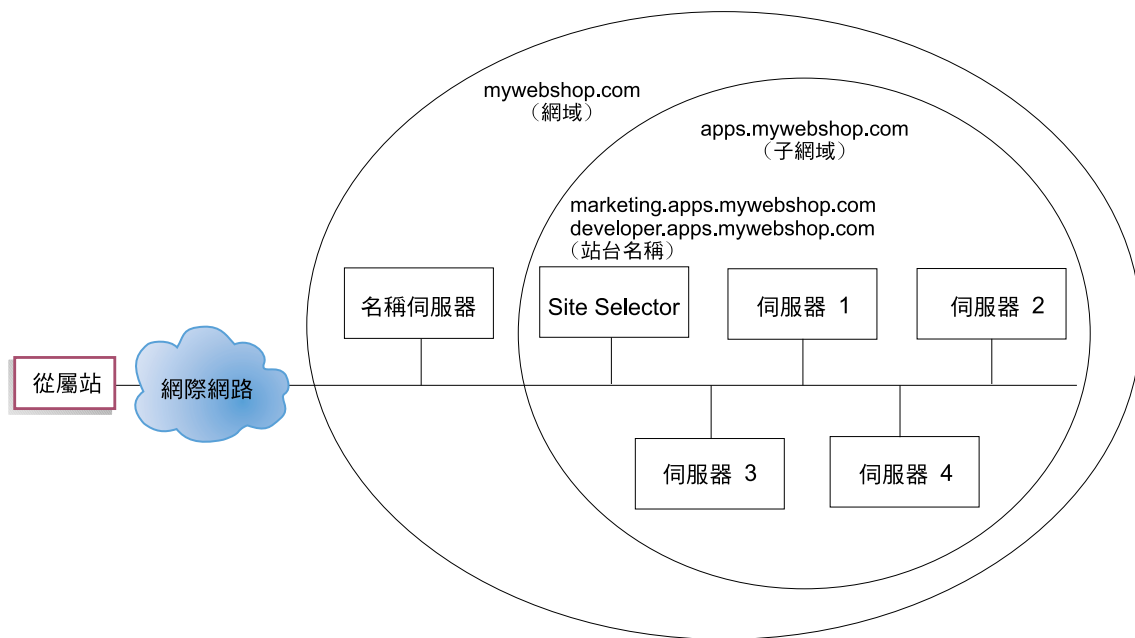 mywebshop.com
（網域）
apps.mywebshop.com
（子網域）
marketing.apps.mywebshop.com
developer.apps.mywebshop.com
（站台名稱）
名稱伺服器
Site Selector
伺服器 1
伺服器 2
從屬站
網際網路
伺服器 3
伺服器 4